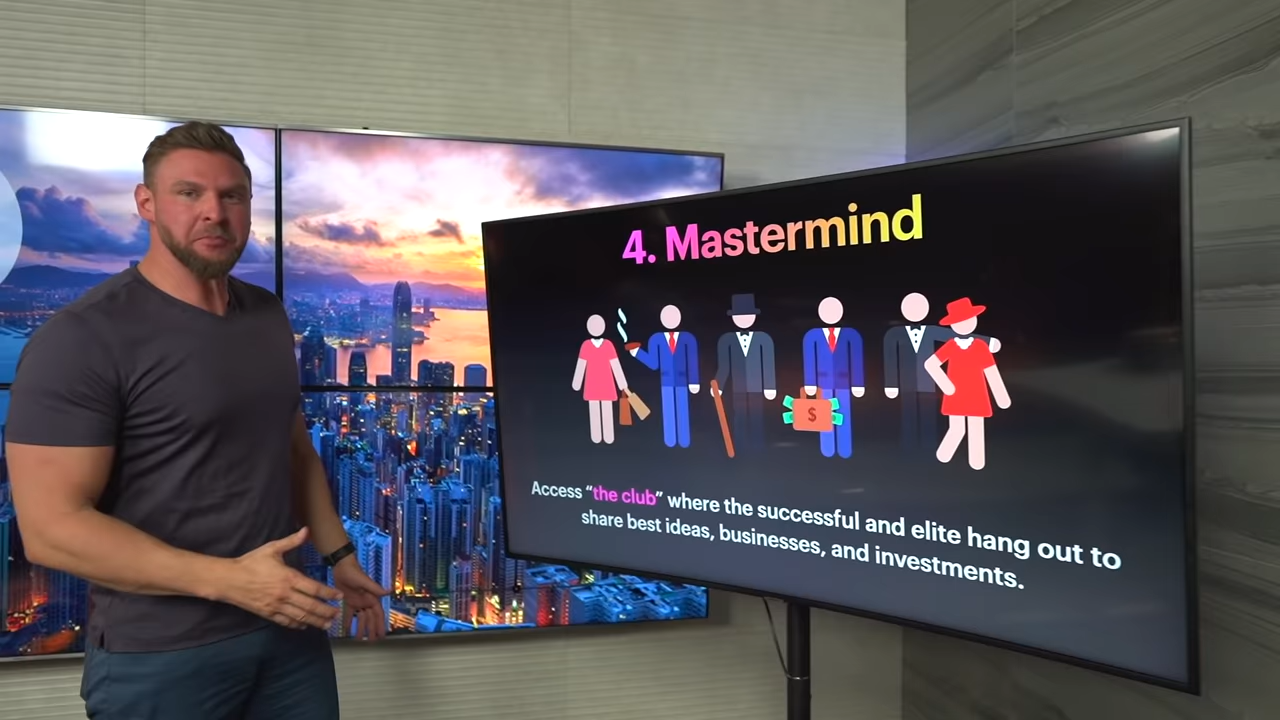 4. Mastermind
$
Access “the club” where the successful and elite hang out to
share best ideas, businesses, and investments.